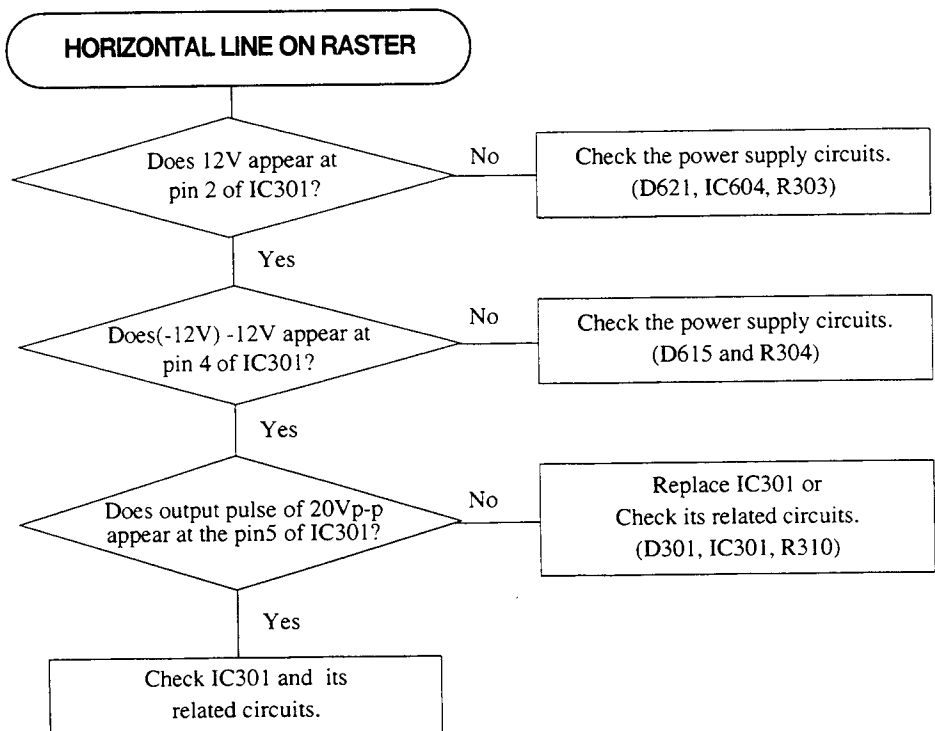 HORIZONTAL LINE ON RASTER
Does 12V appear at
pin 2 of IC301?
No
Check the power supply circuits.
(D621, IC604, R303)
Yes
Does(-12V) -12V appear at
pin 4 of IC301?
No
Check the power supply circuits.
(D615 and R304)
Yes
Does output pulse of 20Vp-p
appear at the pin5 of IC301?
No
Replace IC301 or
Check its related circuits.
(D301, IC301, R310)
Yes
Check IC301 and its
related circuits.